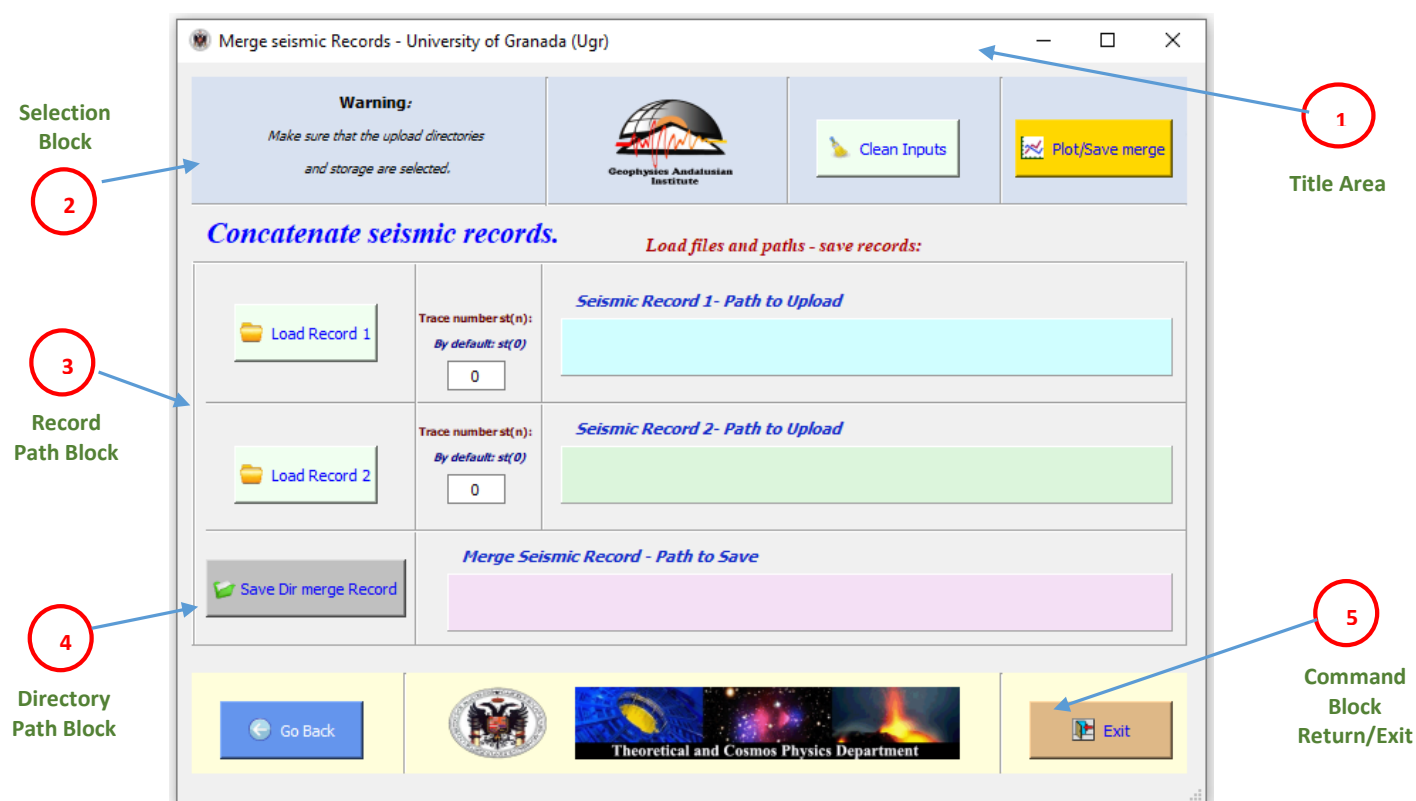 Merge seismic Records - University of Granada (Ugr)
Selection
Block
2
Warning:
Make sure that the upload directories
and storage are selected.
Geophysics Andalusian
Institute
Clean Inputs
Plot/Save merge
1
Title Area
Concatenate seismic records.
Load files and paths - save records:
3
Record
Path Block
Load Record 1
Trace number st(n):
By default: st(0)
0
Seismic Record 1- Path to Upload
Load Record 2
Trace number st(n):
By default: st(0)
0
Seismic Record 2- Path to Upload
4
Directory
Path Block
Save Dir merge Record
Merge Seismic Record - Path to Save
5
Command
Block
Return/Exit
Go Back
Theoretical and Cosmos Physics Department
Exit